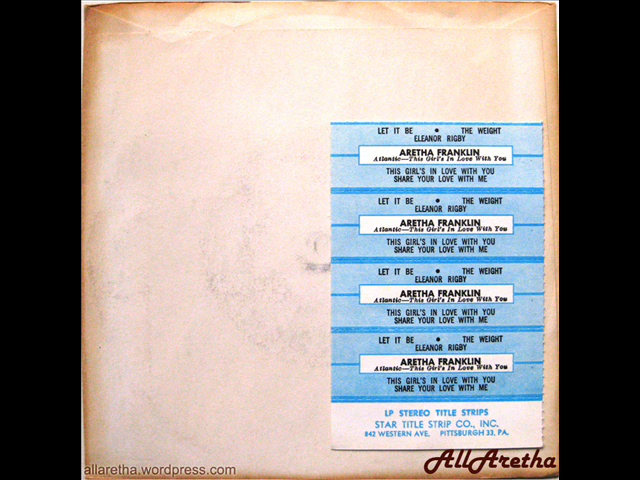 LET IT BE • THE WEIGHT
ELEANOR RIGBY
ARETHA FRANKLIN
Atlantic—This Girl's In Love With You
THIS GIRL'S IN LOVE WITH YOU
SHARE YOUR LOVE WITH ME
LET IT BE • THE WEIGHT
ELEANOR RIGBY
ARETHA FRANKLIN
Atlantic—This Girl's In Love With You
THIS GIRL'S IN LOVE WITH YOU
SHARE YOUR LOVE WITH ME
LET IT BE • THE WEIGHT
ELEANOR RIGBY
ARETHA FRANKLIN
Atlantic—This Girl's In Love With You
THIS GIRL'S IN LOVE WITH YOU
SHARE YOUR LOVE WITH ME
LET IT BE • THE WEIGHT
ELEANOR RIGBY
ARETHA FRANKLIN
Atlantic—This Girl's In Love With You
THIS GIRL'S IN LOVE WITH YOU
SHARE YOUR LOVE WITH ME
LP STEREO TITLE STRIPS
STAR TITLE STRIP CO., INC.
842 WESTERN AVE. PITTSBURGH 33, PA.
allaretha.wordpress.com
AllAretha